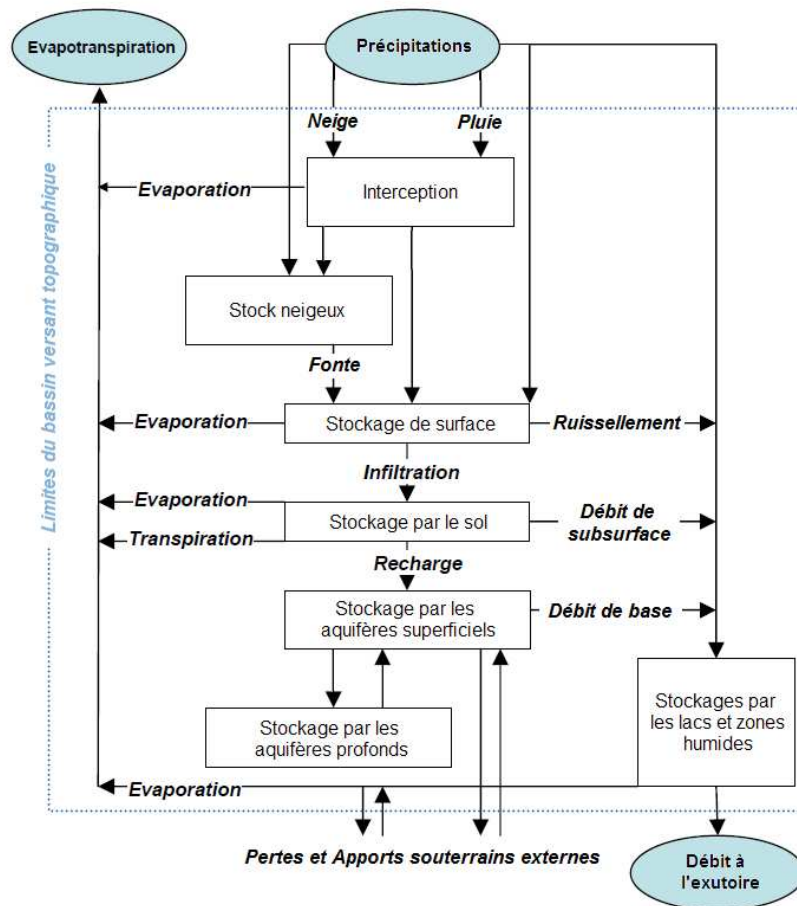 Evapotranspiration
Précipitations
Neige
Pluie
Limites du bassin versant topographique
Evaporation
Interception
Stock neigeux
Fonte
Evaporation
Stockage de surface
Ruissellement
Infiltration
Evaporation
Transpiration
Stockage par le sol
Débit de
subsurface
Recharge
Stockage par les
aquifères superficiels
Débit de base
Stockage par les
aquifères profonds
Stockages par
les lacs et zones
humides
Evaporation
Pertes et Apports souterrains externes
Débit à
l'exutoire